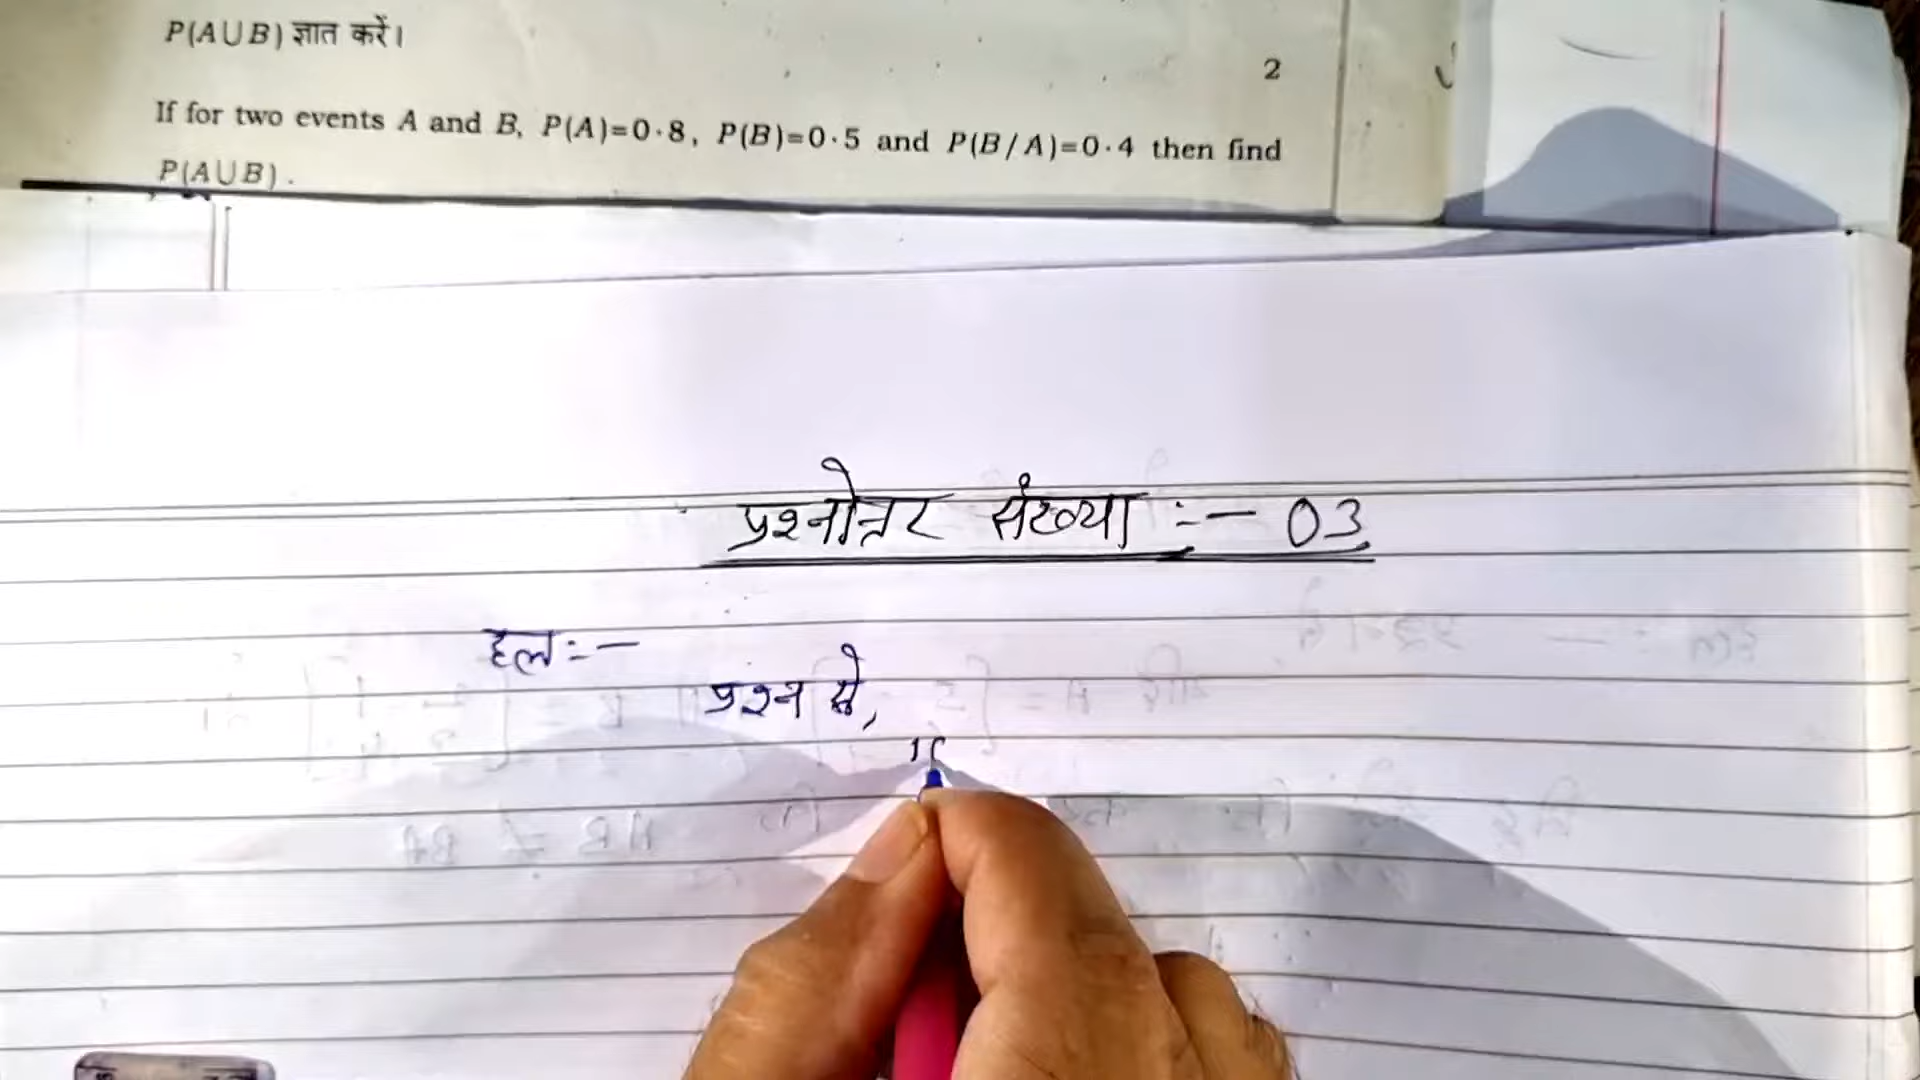 P(A∪B) ज्ञात करें।
2
If for two events A and B, P(A)=0·8, P(B)=0·5 and P(B/A)=0·4 then find
P(A∪B).
प्रश्नोत्तर संख्या :— 03
हल:—
प्रश्न से,